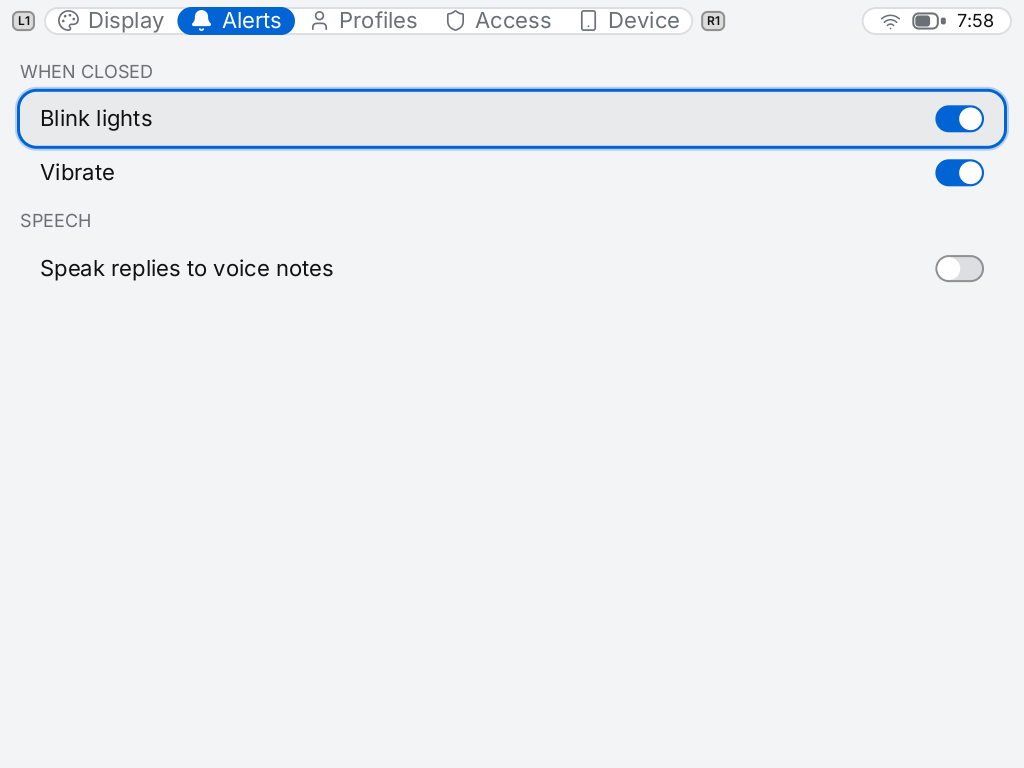 L1 Display Alerts Profiles Access Device R1 7:58
WHEN CLOSED
Blink lights
Vibrate
SPEECH
Speak replies to voice notes